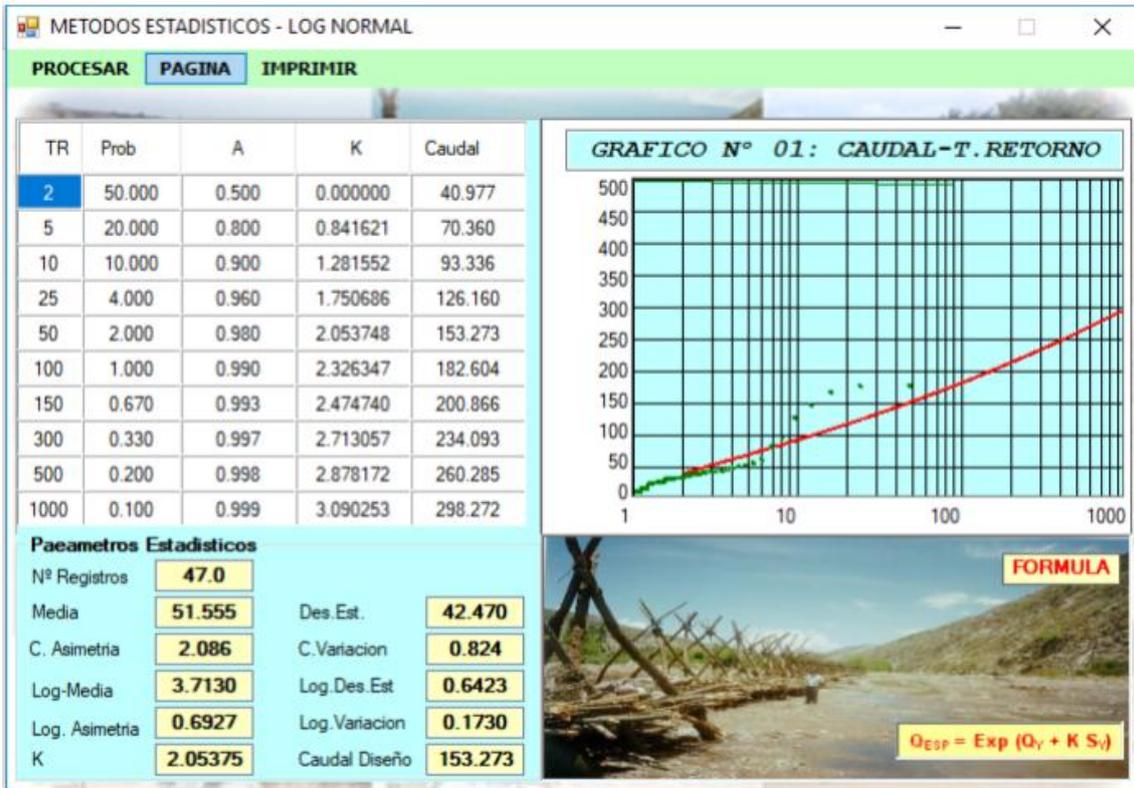 METODOS ESTADISTICOS - LOG NORMAL
PROCESAR PAGINA IMPRIMIR
TR Prob A K Caudal
2 50.000 0.500 0.000000 40.977
5 20.000 0.800 0.841621 70.360
10 10.000 0.900 1.281552 93.336
25 4.000 0.960 1.750686 126.160
50 2.000 0.980 2.053748 153.273
100 1.000 0.990 2.326347 182.604
150 0.670 0.993 2.474740 200.866
300 0.330 0.997 2.713057 234.093
500 0.200 0.998 2.878172 260.285
1000 0.100 0.999 3.090253 298.272
GRAFICO Nº 01: CAUDAL-T.RETORNO
500
450
400
350
300
250
200
150
100
50
0
1 10 100 1000
Paeametros Estadisticos
Nº Registros 47.0
Media 51.555 Des.Est. 42.470
C. Asimetria 2.086 C.Variacion 0.824
Log-Media 3.7130 Log.Des.Est 0.6423
Log. Asimetria 0.6927 Log.Variacion 0.1730
K 2.05375 Caudal Diseño 153.273
FORMULA
QESP = Exp (QY + K SY)